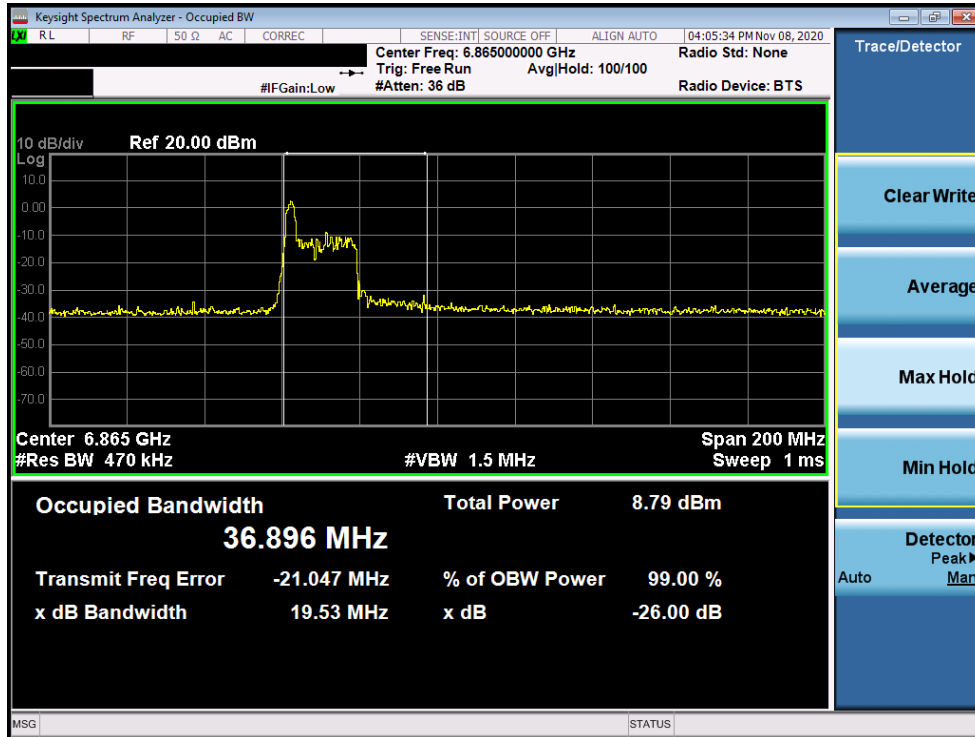 Keysight Spectrum Analyzer - Occupied BW
LXI RL RF 50 Ω AC CORREC SENSE:INT SOURCE OFF ALIGN AUTO 04:05:34 PM Nov 08, 2020
Center Freq: 6.865000000 GHz Radio Std: None
Trig: Free Run Avg|Hold: 100/100
#IFGain:Low #Atten: 36 dB Radio Device: BTS
Trace/Detector
10 dB/div Ref 20.00 dBm
Log
10.0
0.00
-10.0
-20.0
-30.0
-40.0
-50.0
-60.0
-70.0
Center 6.865 GHz Span 200 MHz
#Res BW 470 kHz #VBW 1.5 MHz Sweep 1 ms
Occupied Bandwidth Total Power 8.79 dBm
36.896 MHz
Transmit Freq Error -21.047 MHz % of OBW Power 99.00 %
x dB Bandwidth 19.53 MHz x dB -26.00 dB
Clear Write
Average
Max Hold
Min Hold
Detector
Peak▶
Auto Man
MSG STATUS